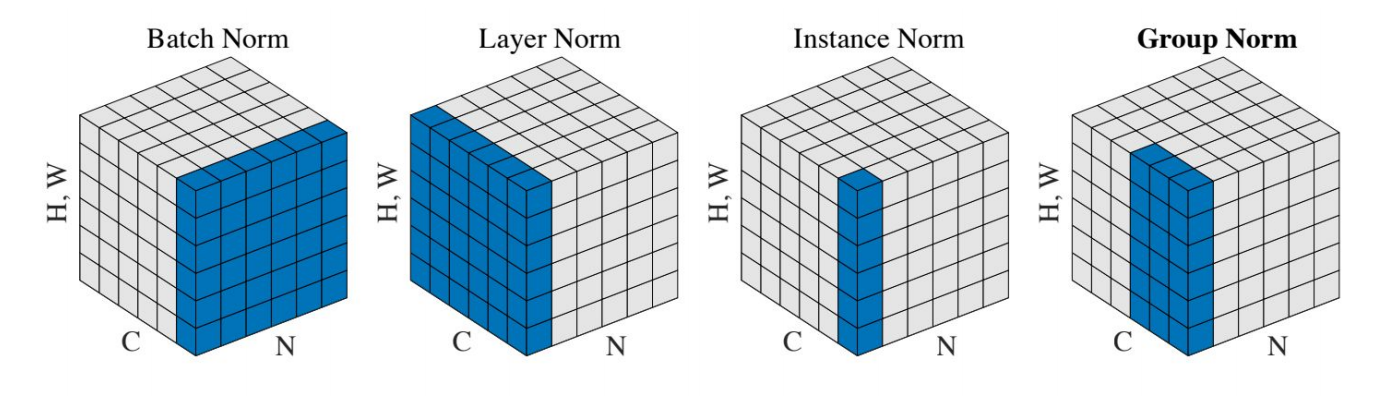 Batch Norm
Layer Norm
Instance Norm
Group Norm
H, W
C
N
H, W
C
N
H, W
C
N
H, W
C
N